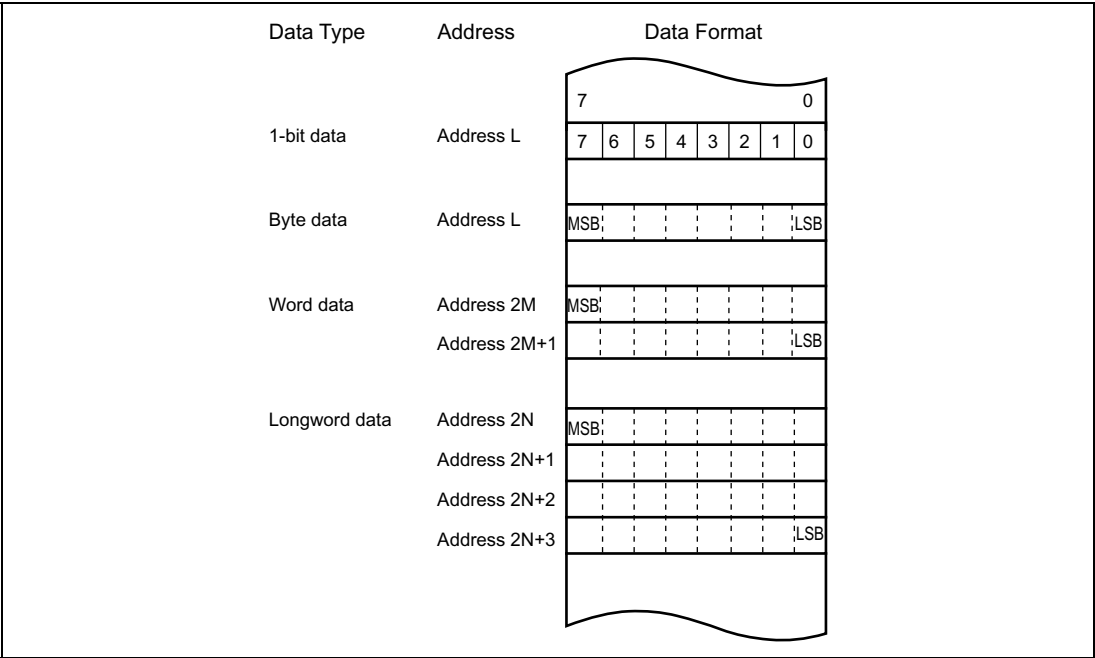 Data Type Address Data Format
7 0
1-bit data Address L 7 6 5 4 3 2 1 0
Byte data Address L MSB LSB
Word data Address 2M MSB
Address 2M+1 LSB
Longword data Address 2N MSB
Address 2N+1
Address 2N+2
Address 2N+3 LSB